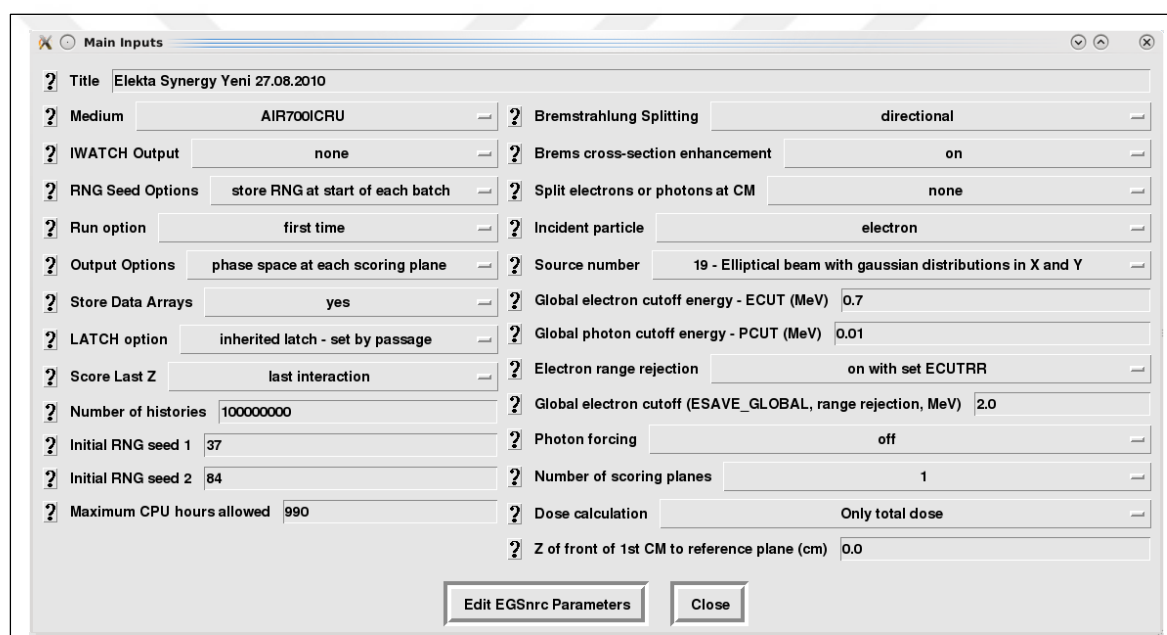 Main Inputs
? Title Elekta Synergy Yeni 27.08.2010
? Medium AIR700ICRU
? IWATCH Output none
? RNG Seed Options store RNG at start of each batch
? Run option first time
? Output Options phase space at each scoring plane
? Store Data Arrays yes
? LATCH option inherited latch - set by passage
? Score Last Z last interaction
? Number of histories 100000000
? Initial RNG seed 1 37
? Initial RNG seed 2 84
? Maximum CPU hours allowed 990
? Bremstrahlung Splitting directional
? Brems cross-section enhancement on
? Split electrons or photons at CM none
? Incident particle electron
? Source number 19 - Elliptical beam with gaussian distributions in X and Y
? Global electron cutoff energy - ECUT (MeV) 0.7
? Global photon cutoff energy - PCUT (MeV) 0.01
? Electron range rejection on with set ECUTRR
? Global electron cutoff (ESAVE_GLOBAL, range rejection, MeV) 2.0
? Photon forcing off
? Number of scoring planes 1
? Dose calculation Only total dose
? Z of front of 1st CM to reference plane (cm) 0.0
Edit EGSnrc Parameters Close